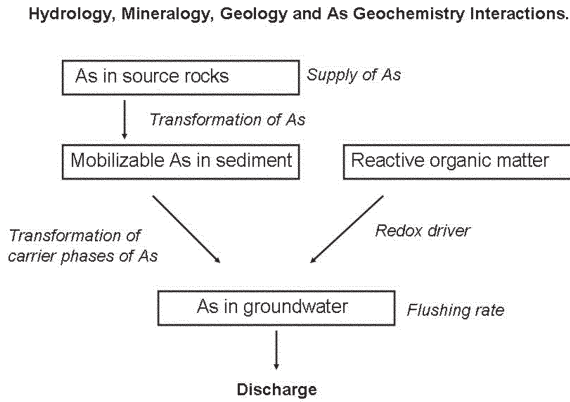 Hydrology, Mineralogy, Geology and As Geochemistry Interactions.
As in source rocks
Supply of As
Transformation of As
Mobilizable As in sediment
Reactive organic matter
Transformation of
carrier phases of As
Redox driver
As in groundwater
Flushing rate
Discharge